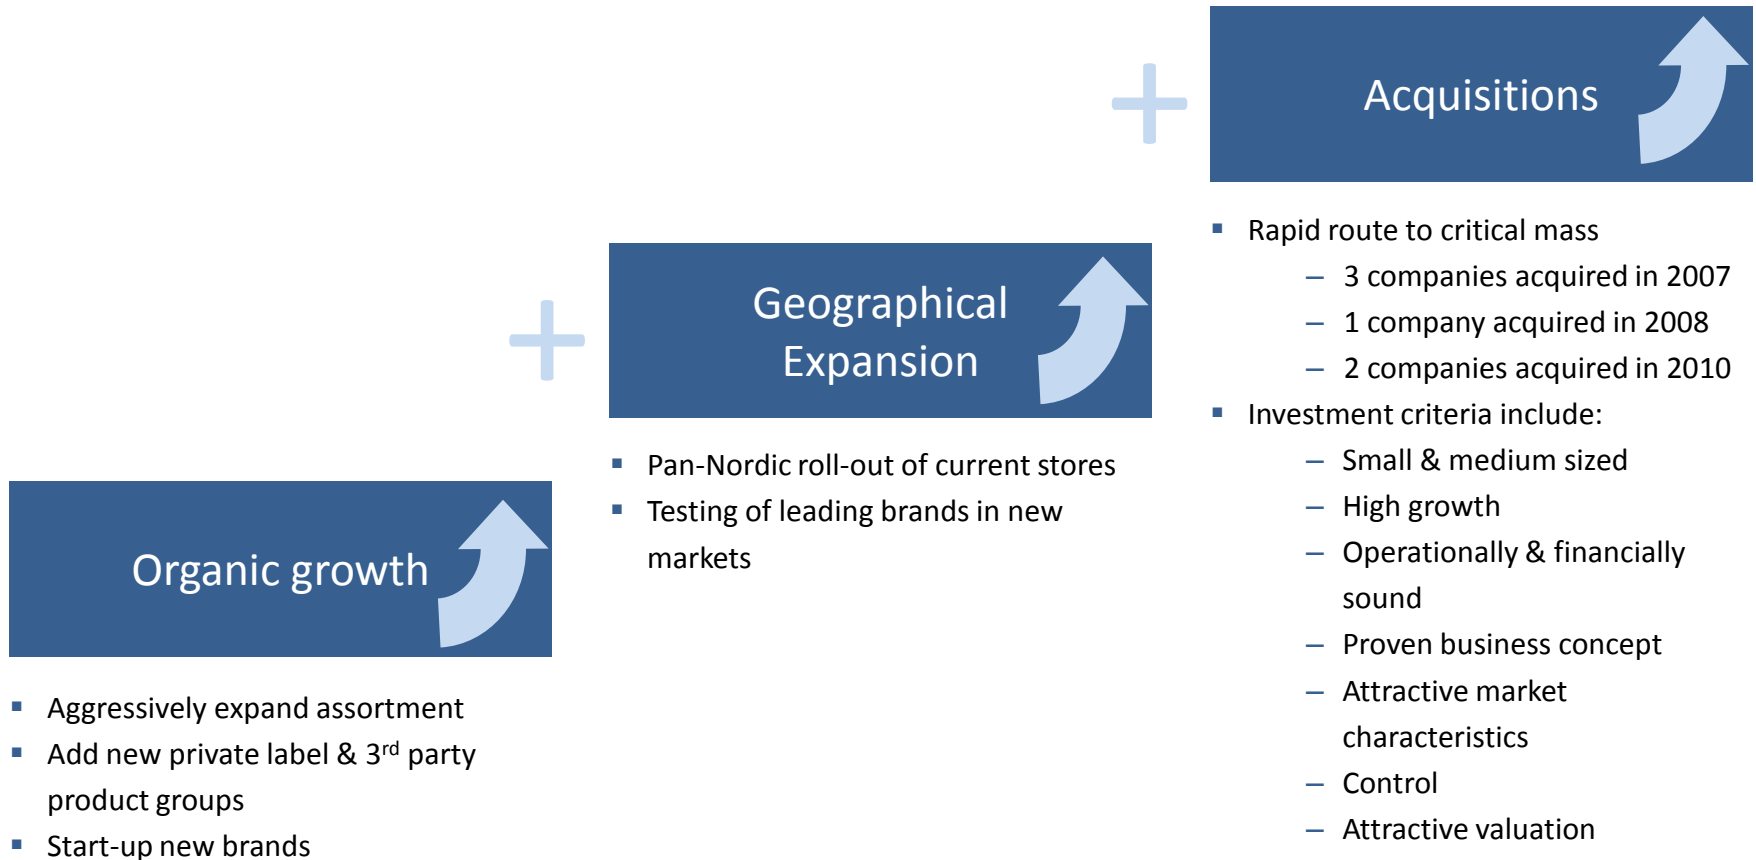 Organic growth
▪ Aggressively expand assortment
▪ Add new private label & 3rd party
product groups
▪ Start-up new brands
+
Geographical
Expansion
▪ Pan-Nordic roll-out of current stores
▪ Testing of leading brands in new
markets
+
Acquisitions
▪ Rapid route to critical mass
– 3 companies acquired in 2007
– 1 company acquired in 2008
– 2 companies acquired in 2010
▪ Investment criteria include:
– Small & medium sized
– High growth
– Operationally & financially
sound
– Proven business concept
– Attractive market
characteristics
– Control
– Attractive valuation